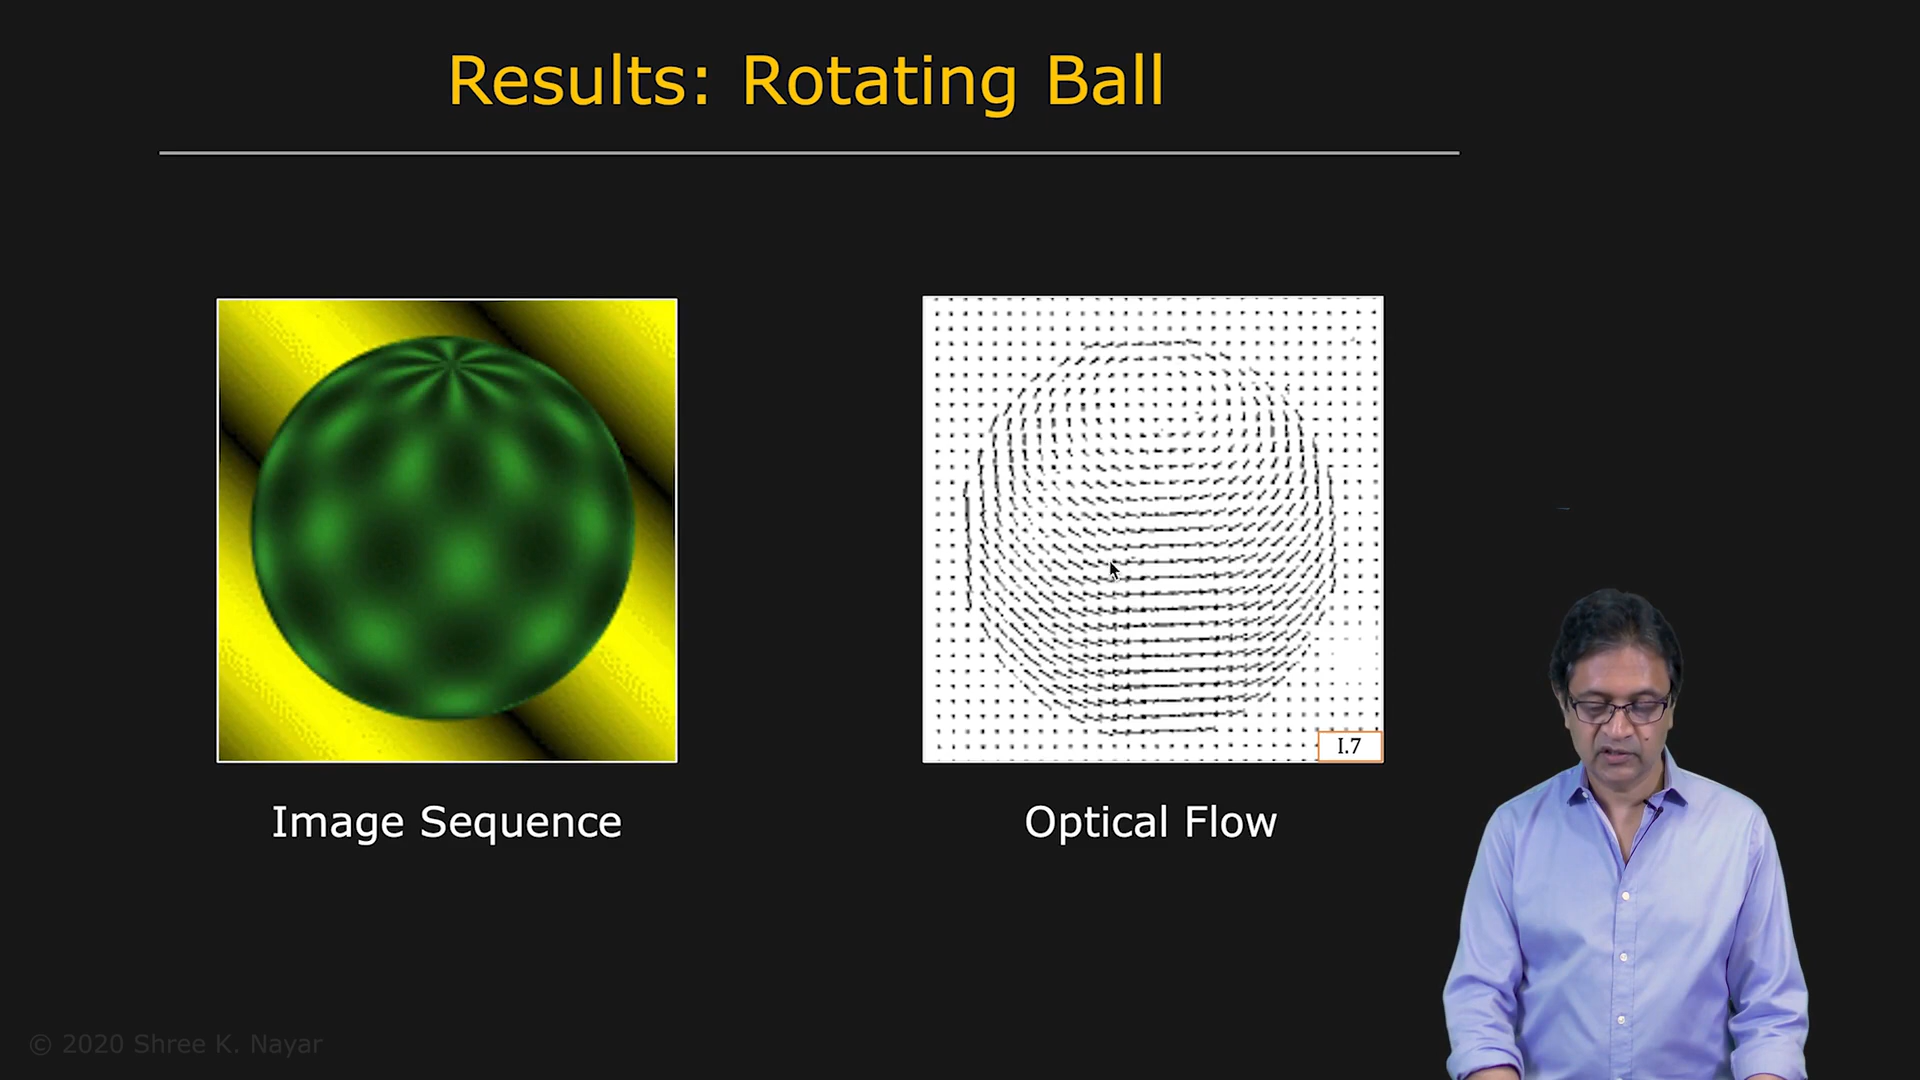 Results: Rotating Ball
I.7
Image Sequence
Optical Flow
© 2020 Shree K. Nayar